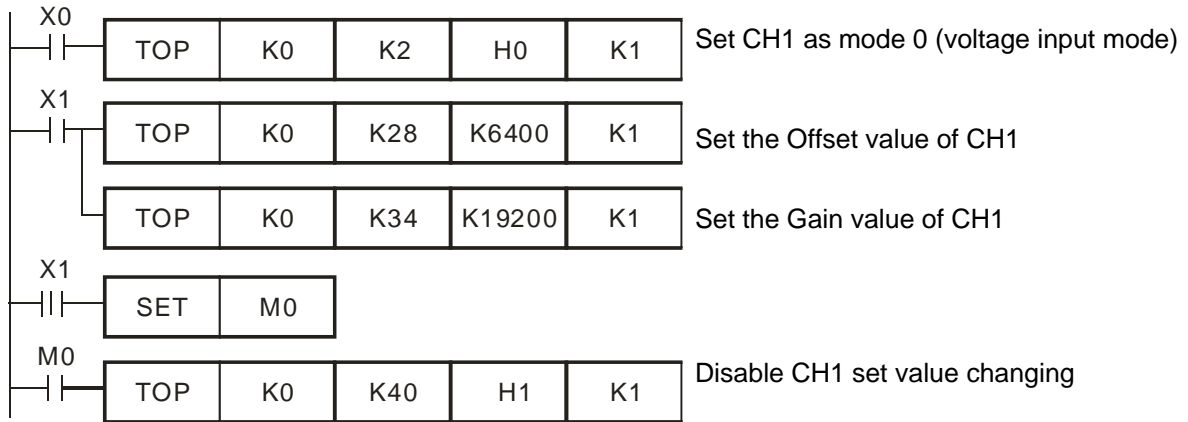 X0
TOP K0 K2 H0 K1 Set CH1 as mode 0 (voltage input mode)
X1
TOP K0 K28 K6400 K1 Set the Offset value of CH1
TOP K0 K34 K19200 K1 Set the Gain value of CH1
X1
SET M0
M0
TOP K0 K40 H1 K1 Disable CH1 set value changing